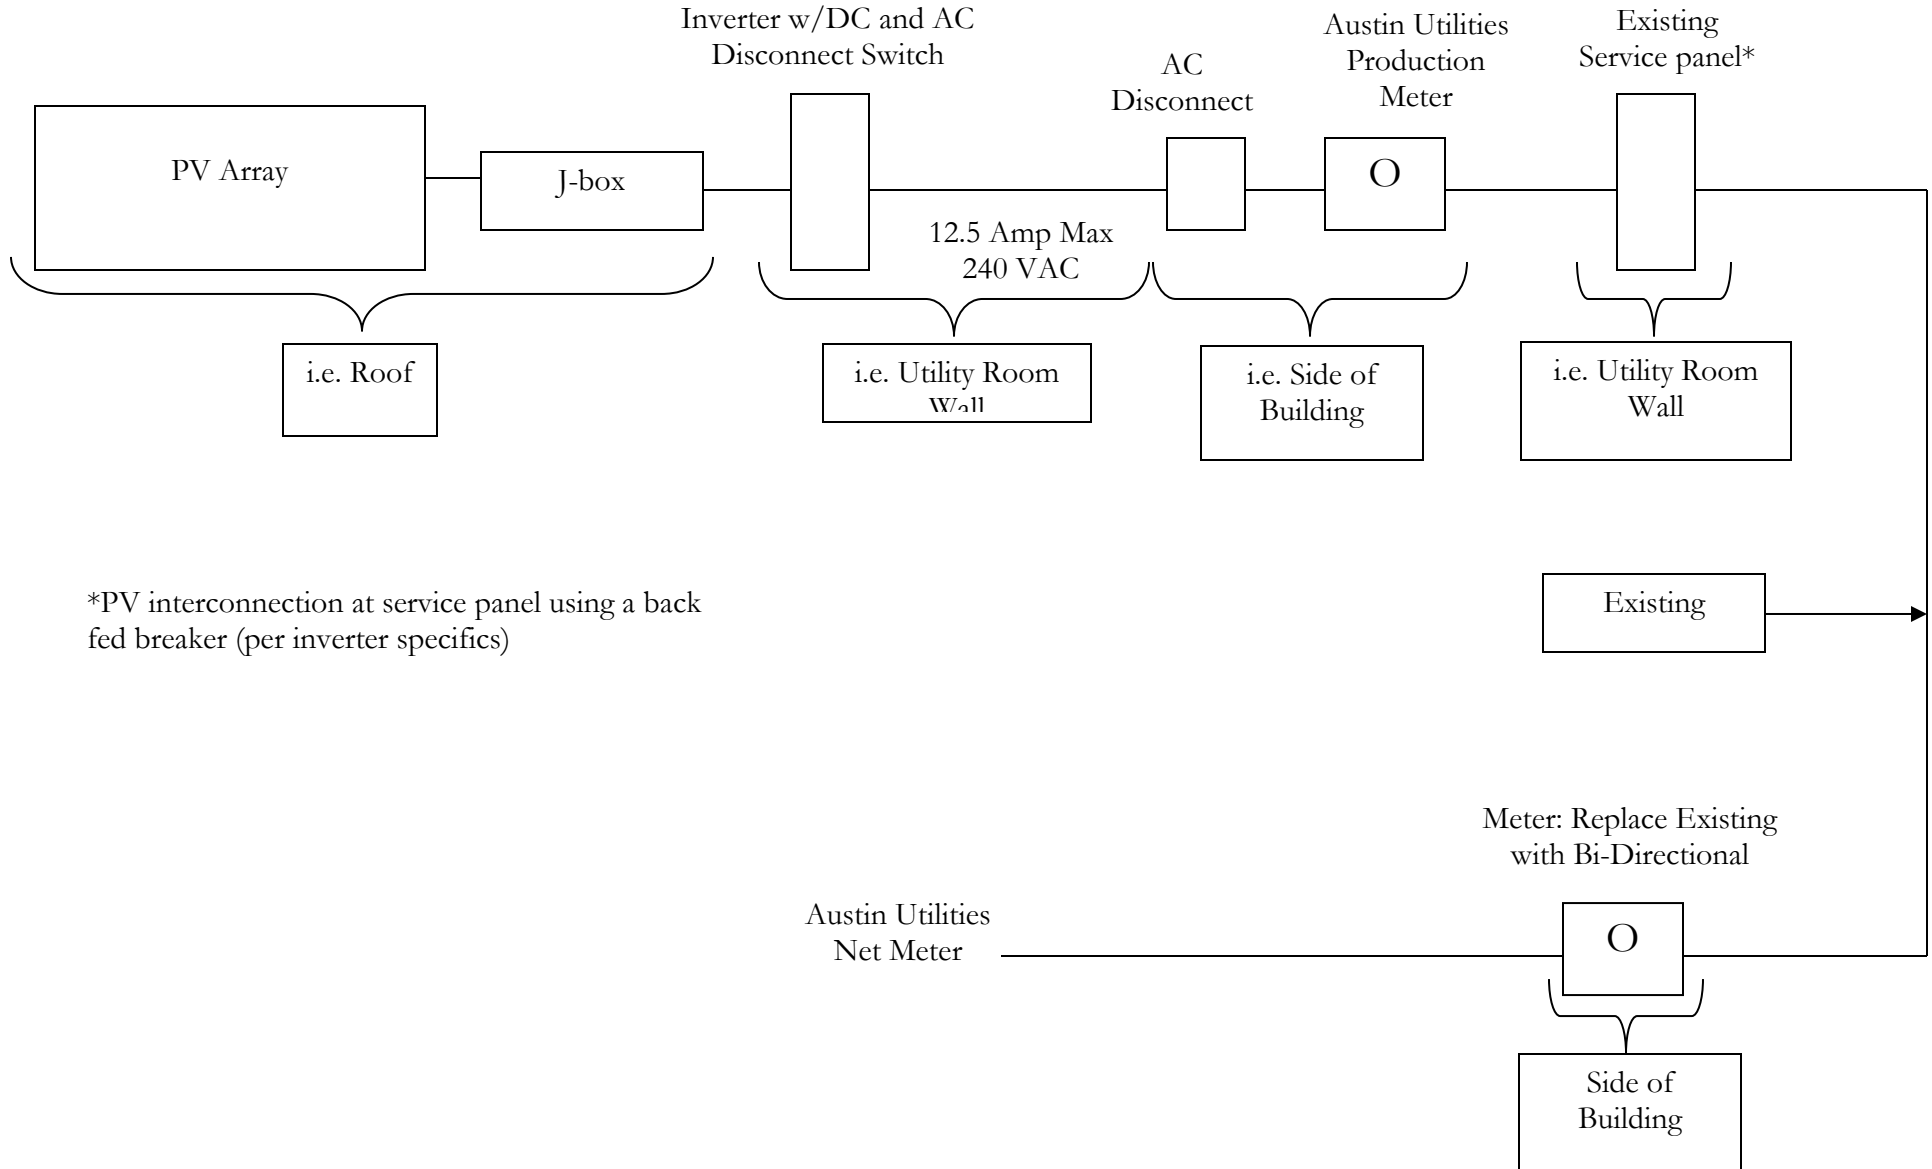 Inverter w/DC and AC
Disconnect Switch
AC
Disconnect
Austin Utilities
Production
Meter
Existing
Service panel*
PV Array
J-box
O
12.5 Amp Max
240 VAC
i.e. Roof
i.e. Utility Room
Wall
i.e. Side of
Building
i.e. Utility Room
Wall
*PV interconnection at service panel using a back
fed breaker (per inverter specifics)
Existing
Meter: Replace Existing
with Bi-Directional
Austin Utilities
Net Meter
O
Side of
Building